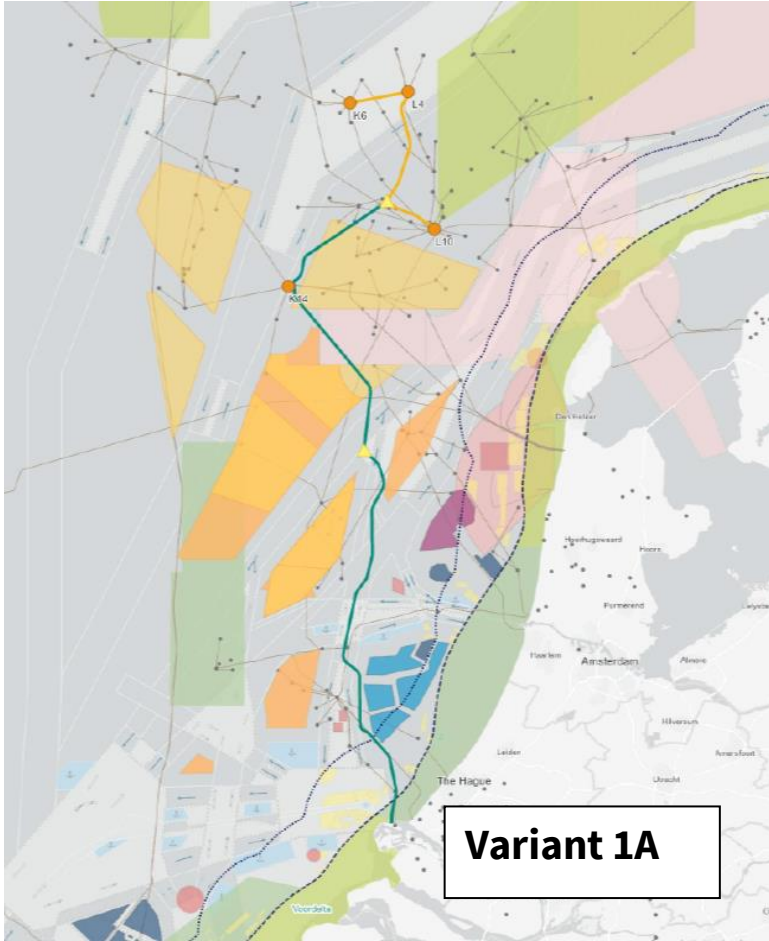 K6
L4
L10
K14
Den Helder
Heerhugowaard
Hoorn
Purmerend
Lelystad
Haarlem
Amsterdam
Almere
Hilversum
Leiden
Amersfoort
Utrecht
The Hague
Variant 1A
Voordelta